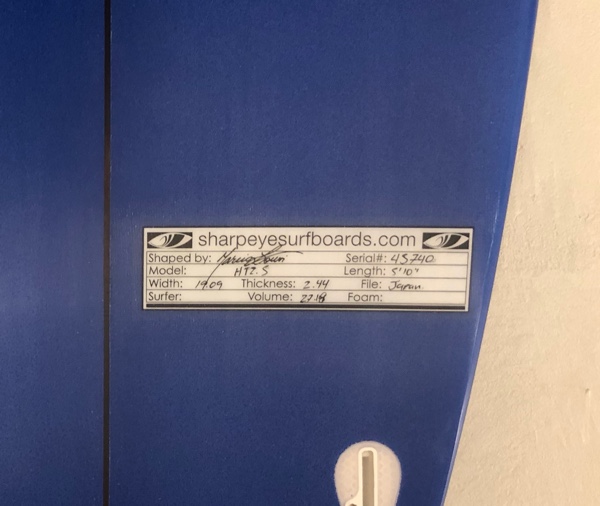 sharpeyesurfboards.com
Shaped by: Serial#: 45740
Model: HT2.5 Length: 5'10"
Width: 19.09 Thickness: 2.44 File: Japan
Surfer: Volume: 27.18 Foam: